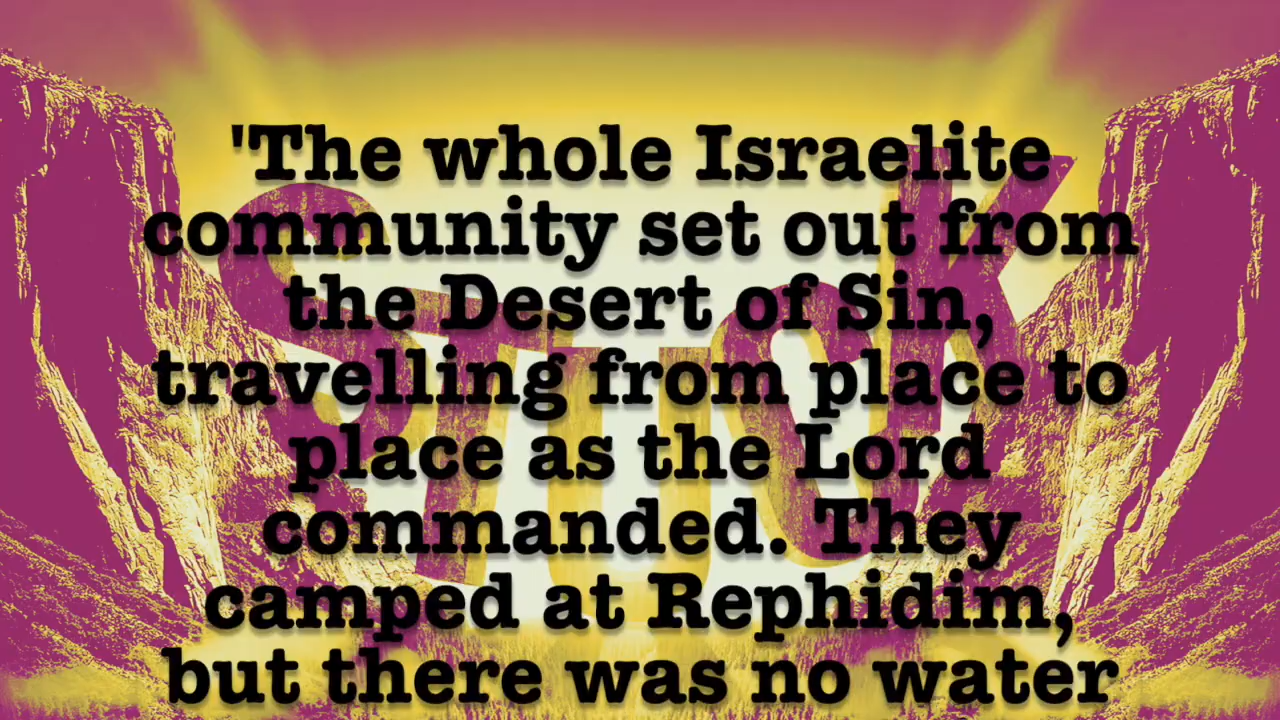 'The whole Israelite
community set out from
the Desert of Sin,
travelling from place to
place as the Lord
commanded. They
camped at Rephidim,
but there was no water
STUCK